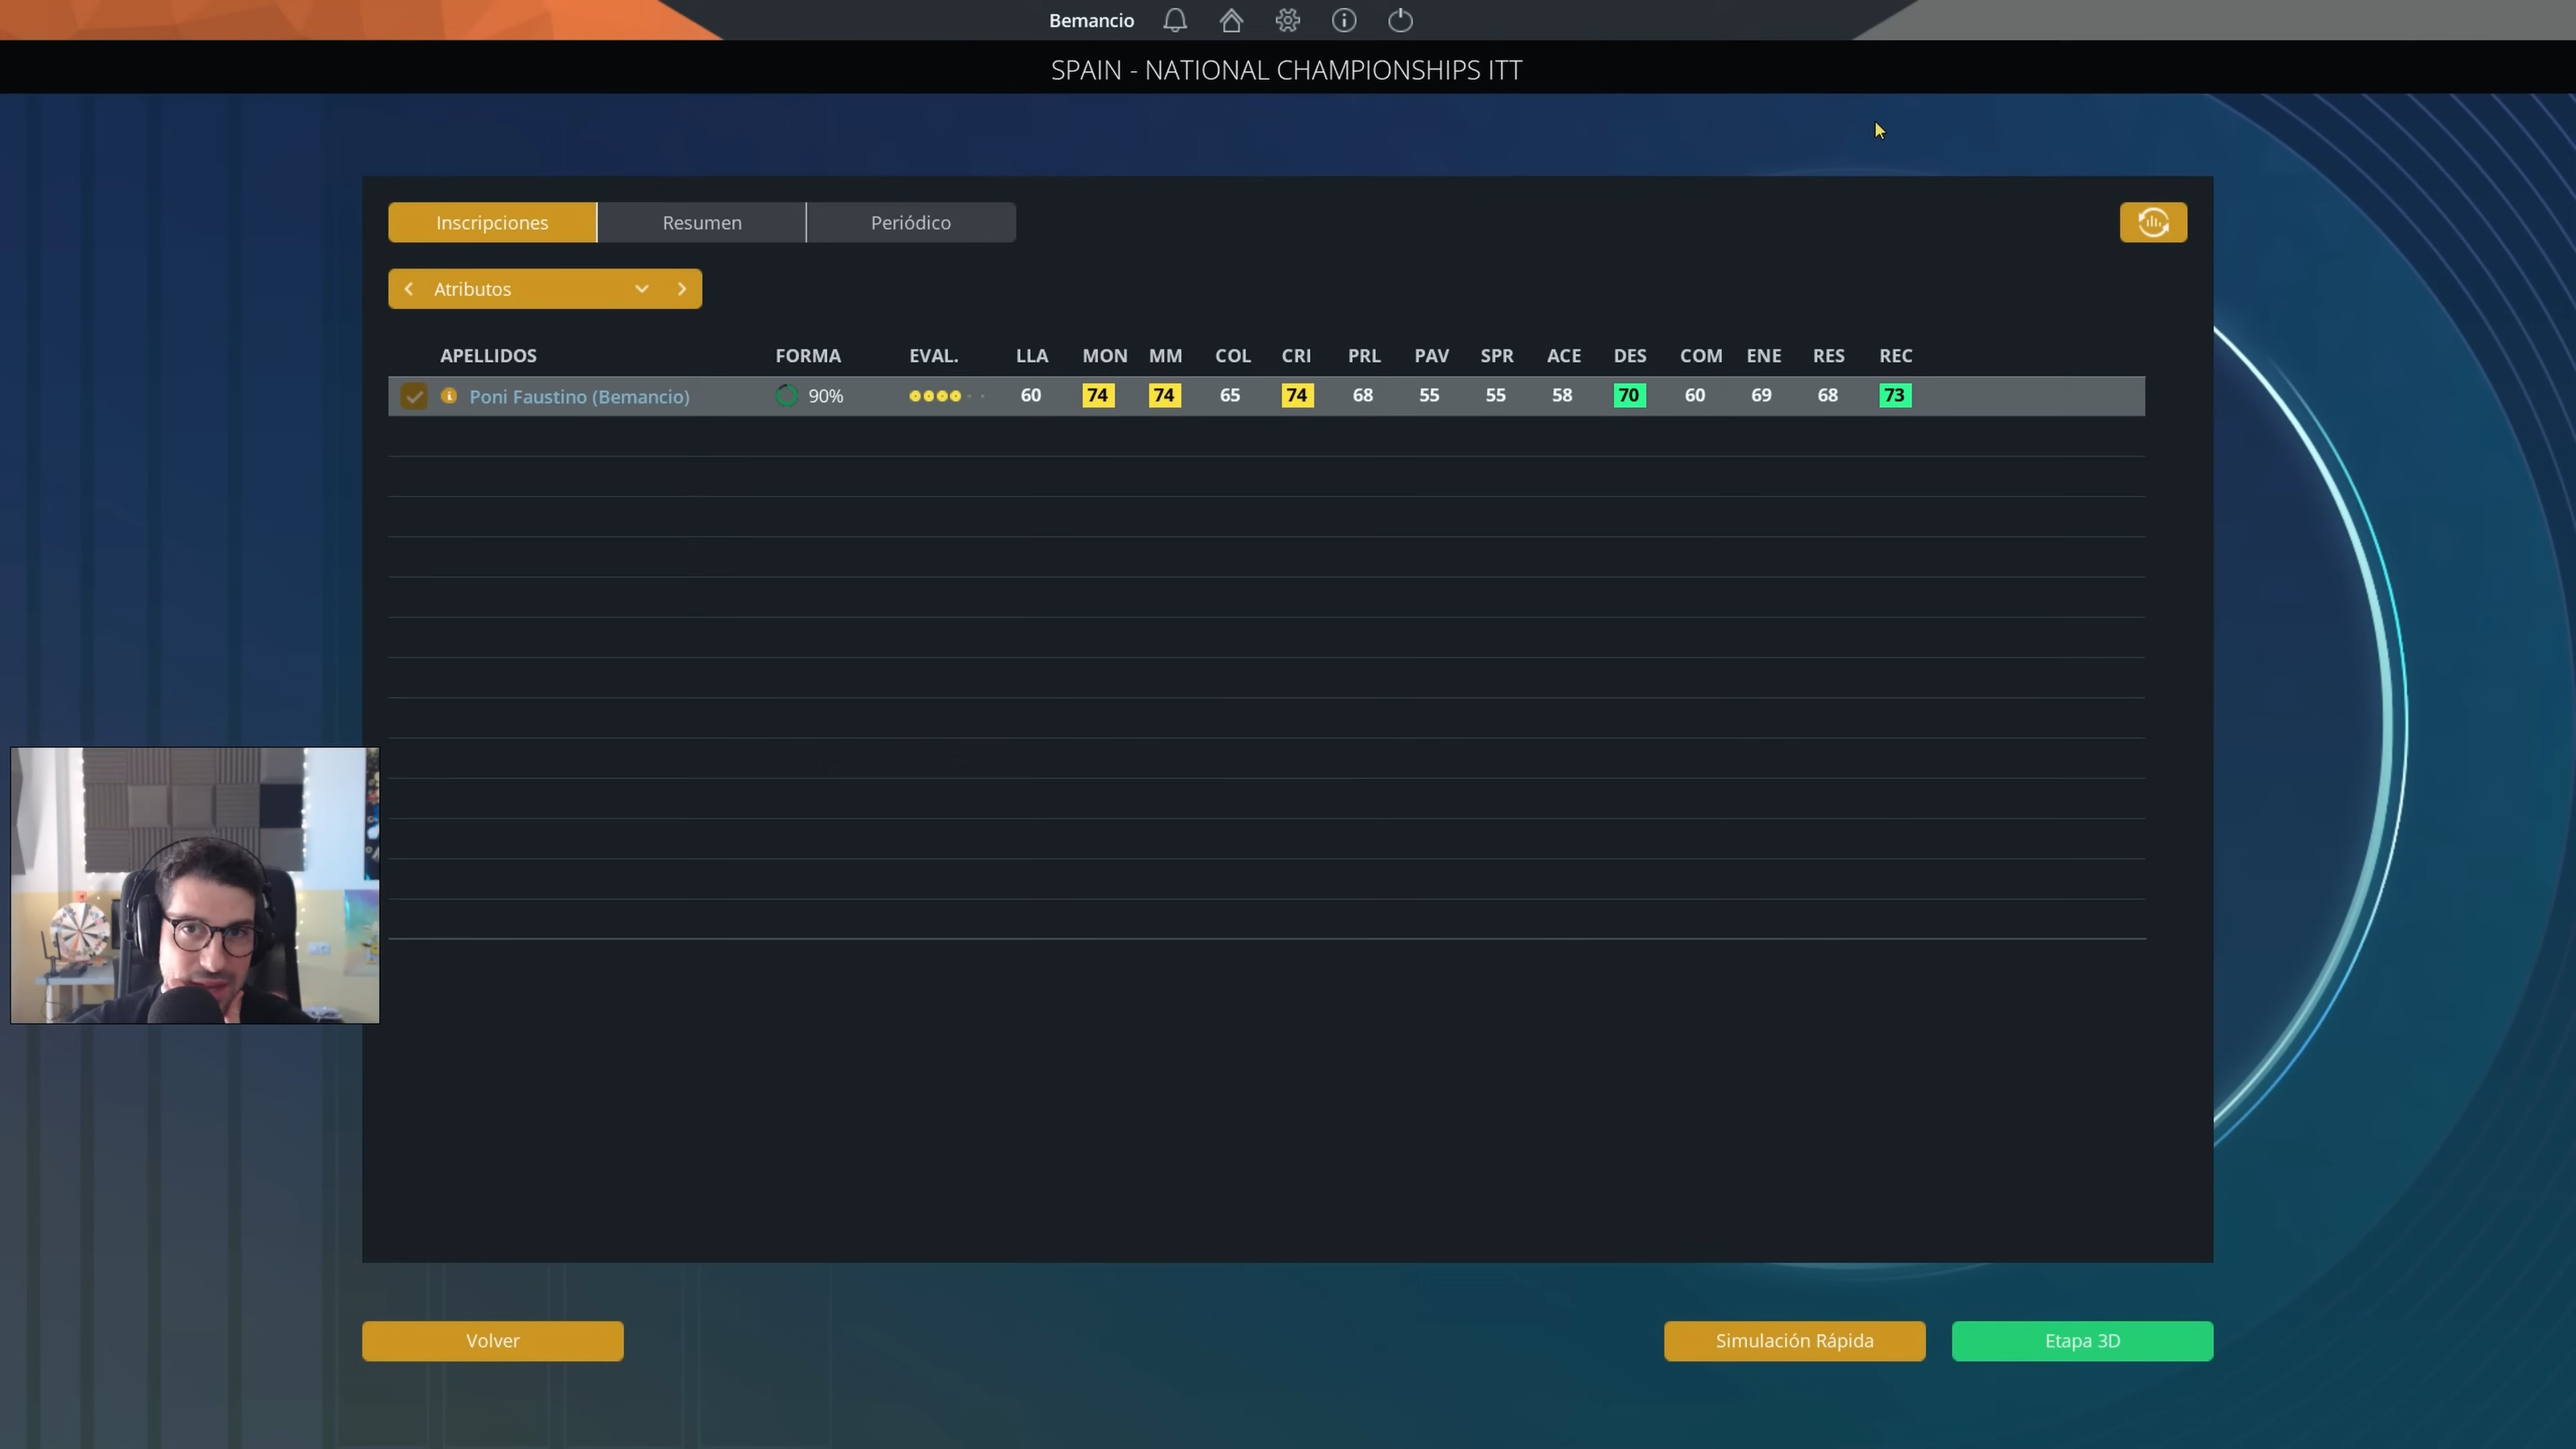 Bemancio
SPAIN - NATIONAL CHAMPIONSHIPS ITT
Inscripciones Resumen Periódico
Atributos
APELLIDOS FORMA EVAL. LLA MON MM COL CRI PRL PAV SPR ACE DES COM ENE RES REC
Poni Faustino (Bemancio) 90% 60 74 74 65 74 68 55 55 58 70 60 69 68 73
Volver Simulación Rápida Etapa 3D